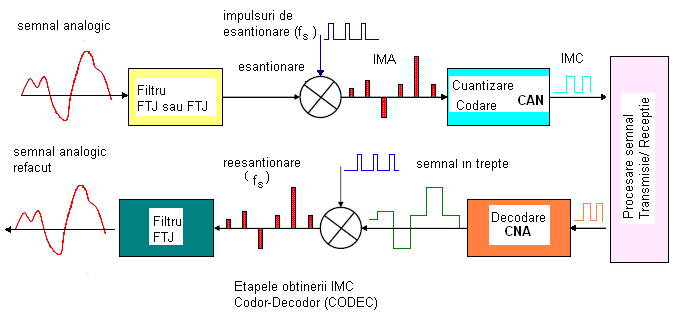 semnal analogic
impulsuri de
esantionare (fs)
esantionare
IMA
IMC
Filtru
FTJ sau FTJ
Cuantizare
Codare CAN
Procesare semnal
Transmisie/ Receptie
semnal analogic
refacut
reesantionare
(fs)
semnal in trepte
Filtru
FTJ
Decodare
CNA
Etapele obtinerii IMC
Codor-Decodor (CODEC)